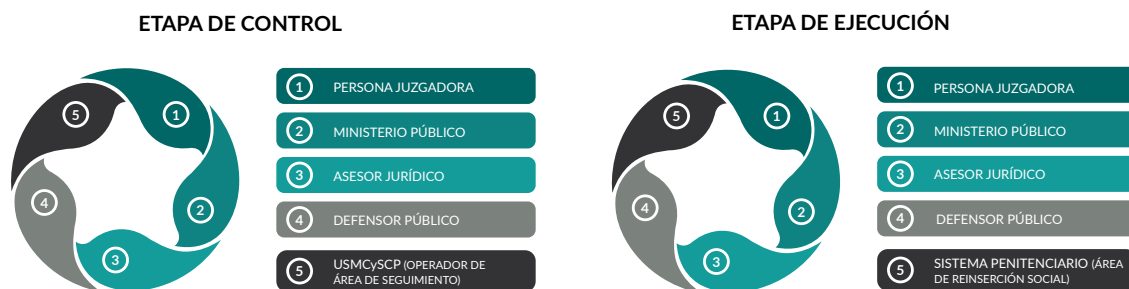 ETAPA DE CONTROL
1
2
3
4
5
1 PERSONA JUZGADORA
2 MINISTERIO PÚBLICO
3 ASESOR JURÍDICO
4 DEFENSOR PÚBLICO
5 USMCySCP (OPERADOR DE
ÁREA DE SEGUIMIENTO)
ETAPA DE EJECUCIÓN
1
2
3
4
5
1 PERSONA JUZGADORA
2 MINISTERIO PÚBLICO
3 ASESOR JURÍDICO
4 DEFENSOR PÚBLICO
5 SISTEMA PENITENCIARIO (ÁREA
DE REINSERCIÓN SOCIAL)